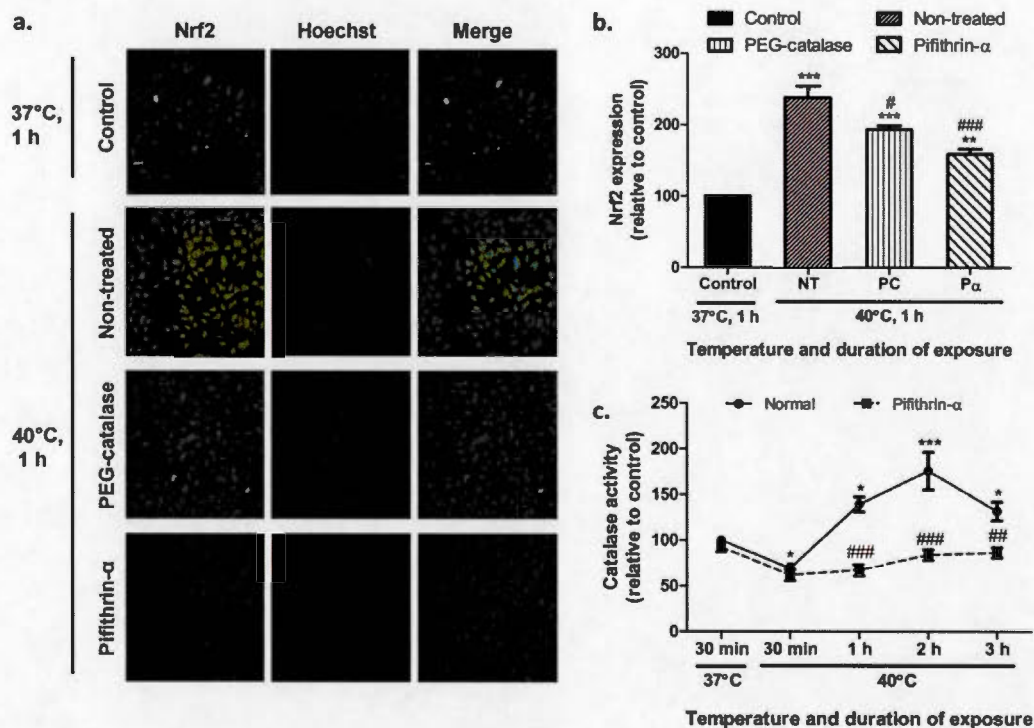 a.
Nrf2 Hoechst Merge
37°C,
1 h
Control
Non-treated
40°C,
1 h
PEG-catalase
Pifithrin-α
b.
Control Non-treated
PEG-catalase Pifithrin-α
Nrf2 expression
(relative to control)
300
200
100
0
***
#
***
###
**
Control NT PC Pα
37°C, 1 h 40°C, 1 h
Temperature and duration of exposure
c.
Normal Pifithrin-α
Catalase activity
(relative to control)
250
200
150
100
50
0
* * *** *
### ### ##
30 min 30 min 1 h 2 h 3 h
37°C 40°C
Temperature and duration of exposure